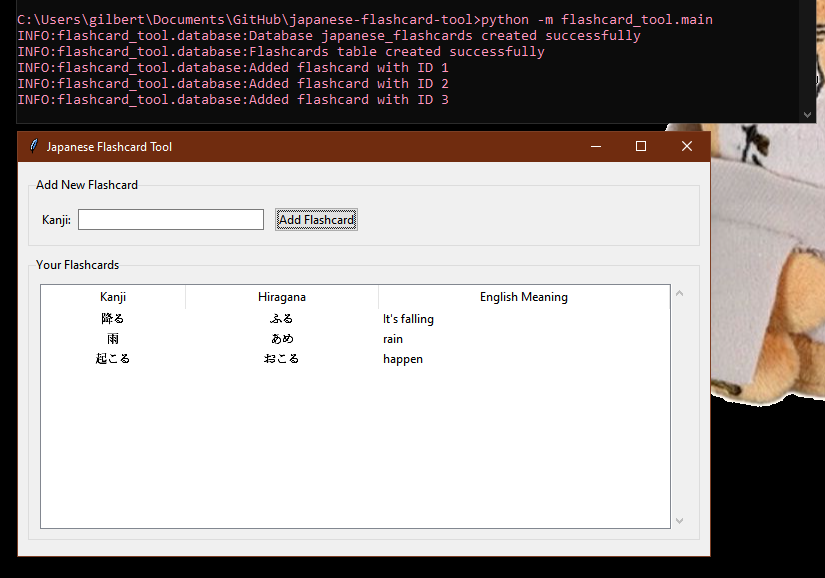 C:\Users\gilbert\Documents\GitHub\japanese-flashcard-tool>python -m flashcard_tool.main
INFO:flashcard_tool.database:Database japanese_flashcards created successfully
INFO:flashcard_tool.database:Flashcards table created successfully
INFO:flashcard_tool.database:Added flashcard with ID 1
INFO:flashcard_tool.database:Added flashcard with ID 2
INFO:flashcard_tool.database:Added flashcard with ID 3
Japanese Flashcard Tool
Add New Flashcard
Kanji: Add Flashcard
Your Flashcards
Kanji Hiragana English Meaning
降る ふる It's falling
雨 あめ rain
起こる おこる happen